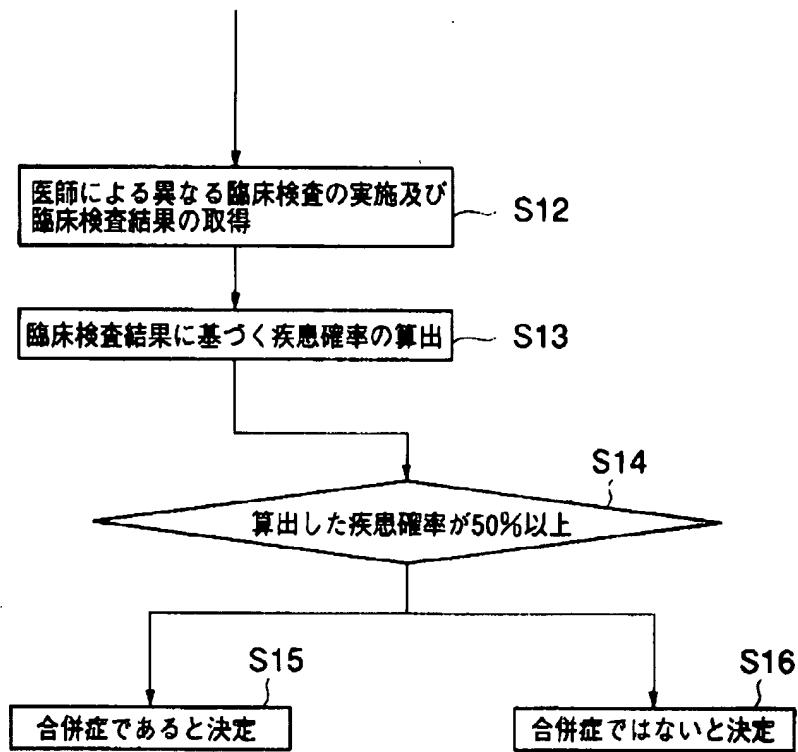 医師による異なる臨床検査の実施及び
臨床検査結果の取得
S12
臨床検査結果に基づく疾患確率の算出
S13
S14
算出した疾患確率が50%以上
S15
合併症であると決定
S16
合併症ではないと決定